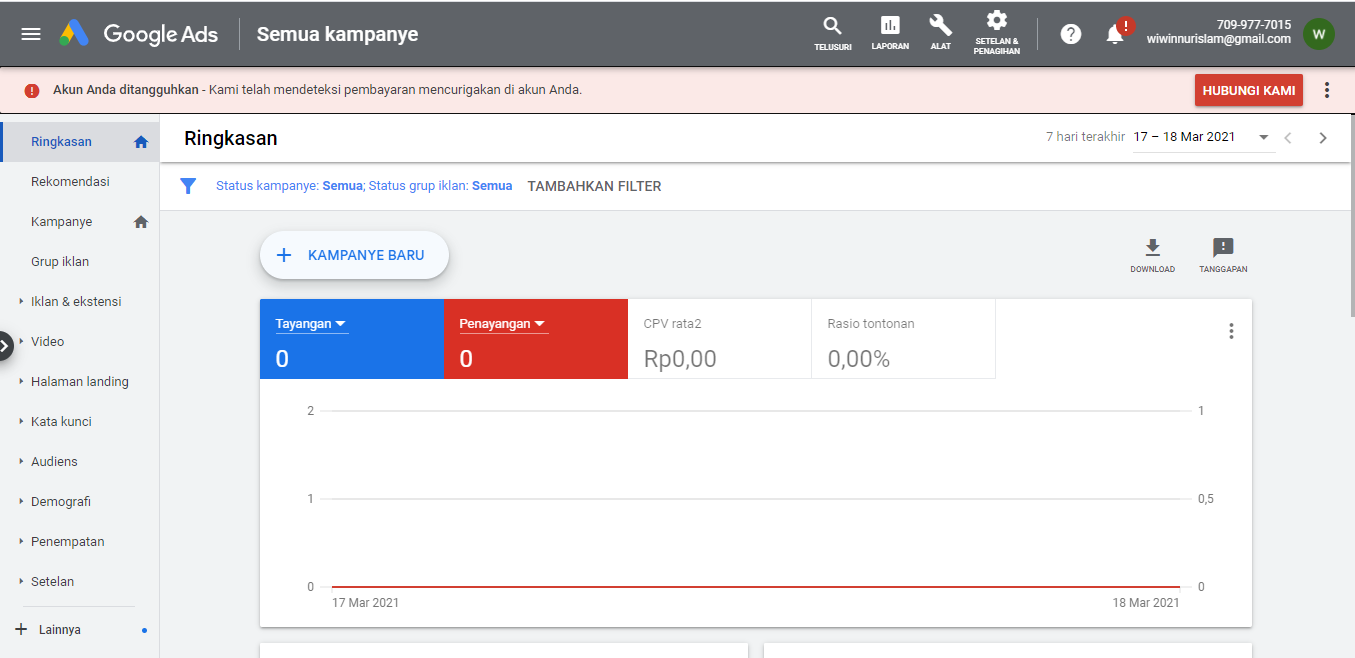 Google Ads
Semua kampanye
TELUSURI
LAPORAN
ALAT
SETELAN &
PENAGIHAN
?
!
709-977-7015
wiwinnurislam@gmail.com
W
! Akun Anda ditangguhkan - Kami telah mendeteksi pembayaran mencurigakan di akun Anda.
HUBUNGI KAMI
Ringkasan
Rekomendasi
Kampanye
Grup iklan
Iklan & ekstensi
Video
Halaman landing
Kata kunci
Audiens
Demografi
Penempatan
Setelan
+ Lainnya
Ringkasan
7 hari terakhir 17 – 18 Mar 2021
Status kampanye: Semua; Status grup iklan: Semua TAMBAHKAN FILTER
+ KAMPANYE BARU
DOWNLOAD
TANGGAPAN
Tayangan
0
Penayangan
0
CPV rata2
Rp0,00
Rasio tontonan
0,00%
2
1
0
1
0,5
0
17 Mar 2021
18 Mar 2021